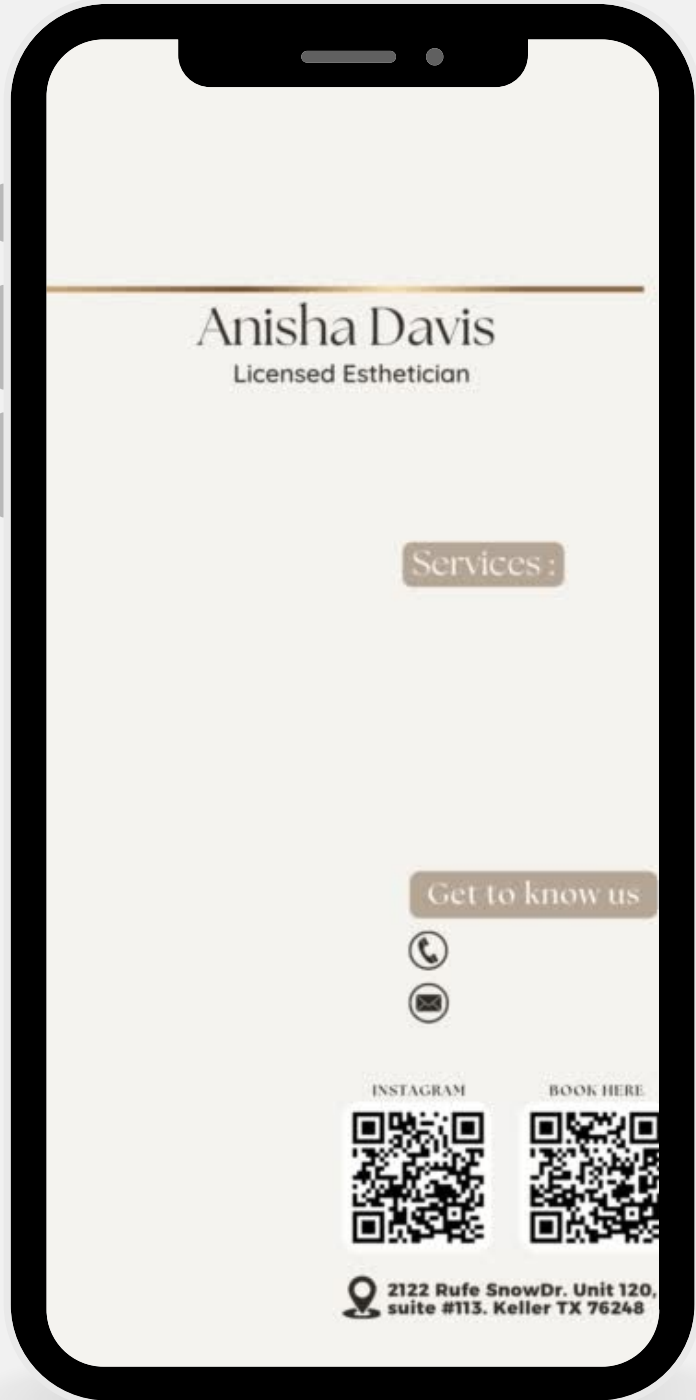 Anisha Davis
Licensed Esthetician
Services :
Get to know us
INSTAGRAM
BOOK HERE
2122 Rufe SnowDr. Unit 120,
suite #113. Keller TX 76248